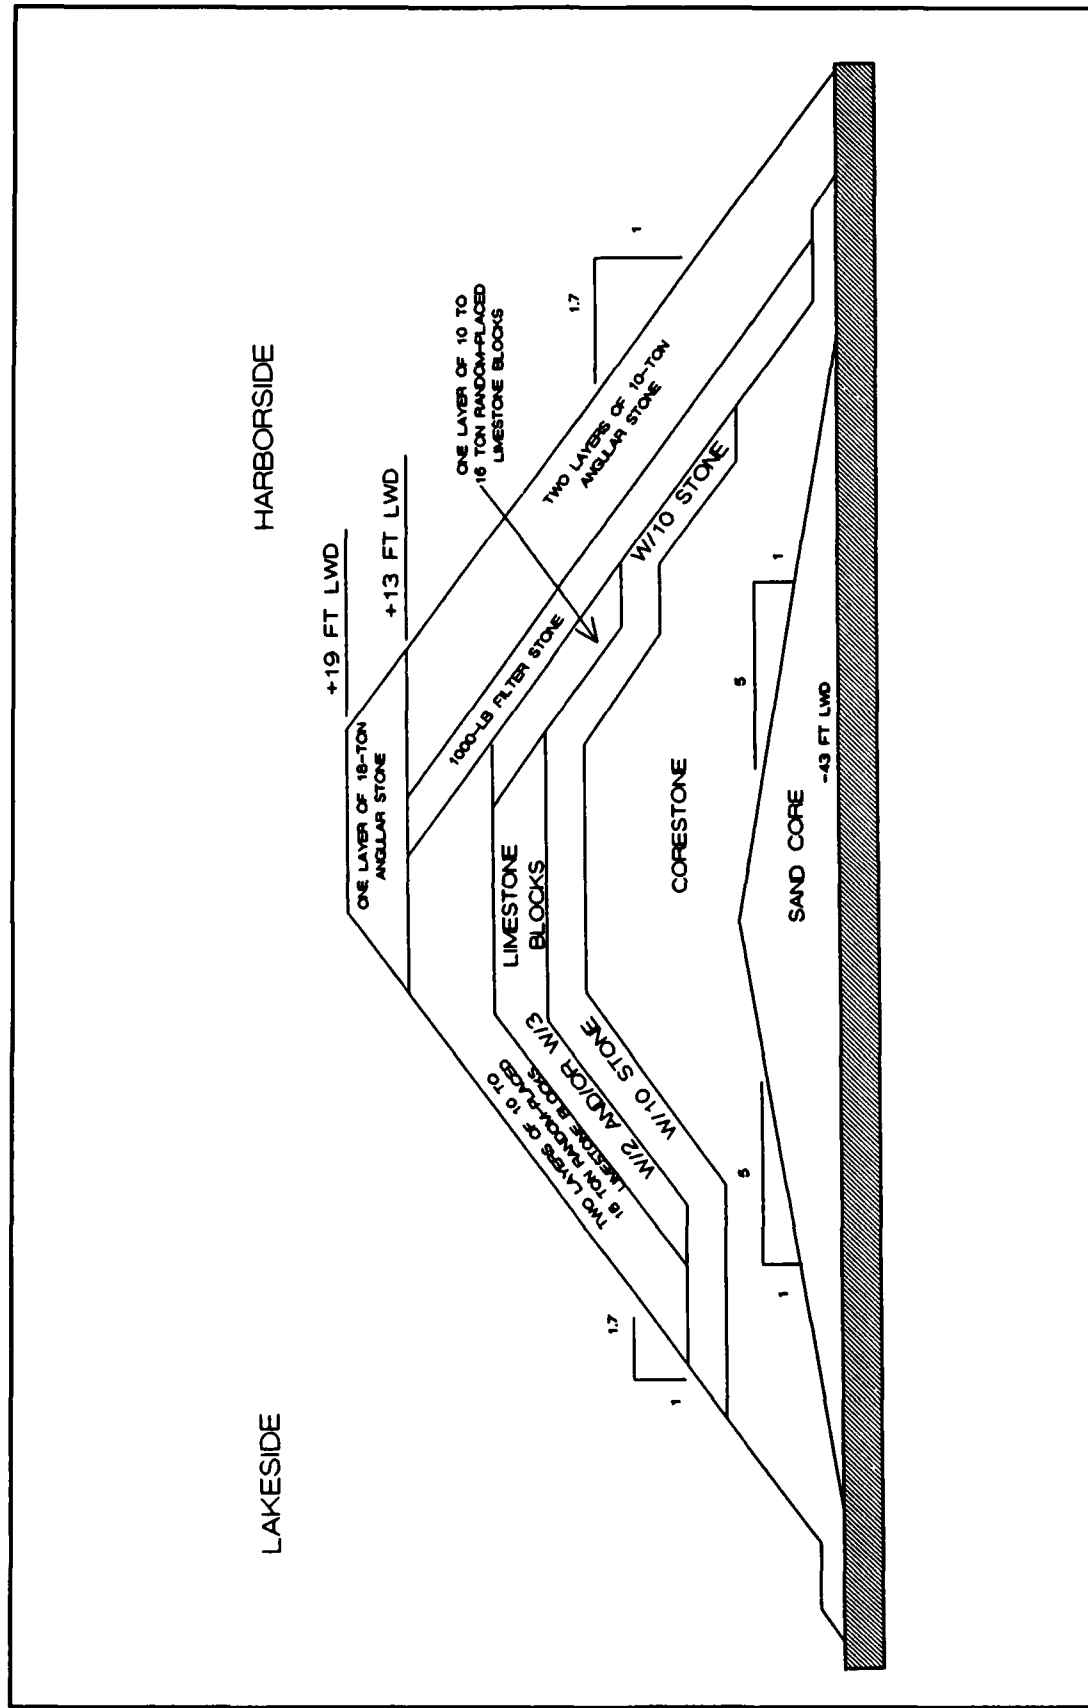 LAKESIDE
HARBORSIDE
+19 FT LWD
+13 FT LWD
ONE LAYER OF 18-TON
ANGULAR STONE
ONE LAYER OF 10 TO
16 TON RANDOM-PLACED
LIMESTONE BLOCKS
1000-LB FILTER STONE
TWO LAYERS OF 10-TON
ANGULAR STONE
1.7
1
TWO LAYERS OF 10 TO
18 TON RANDOM-PLACED
LIMESTONE BLOCKS
LIMESTONE
BLOCKS
W/2 AND/OR W/3
W/10 STONE
W/10 STONE
1.7
1
CORESTONE
5
1
5
1
SAND CORE
-43 FT LWD